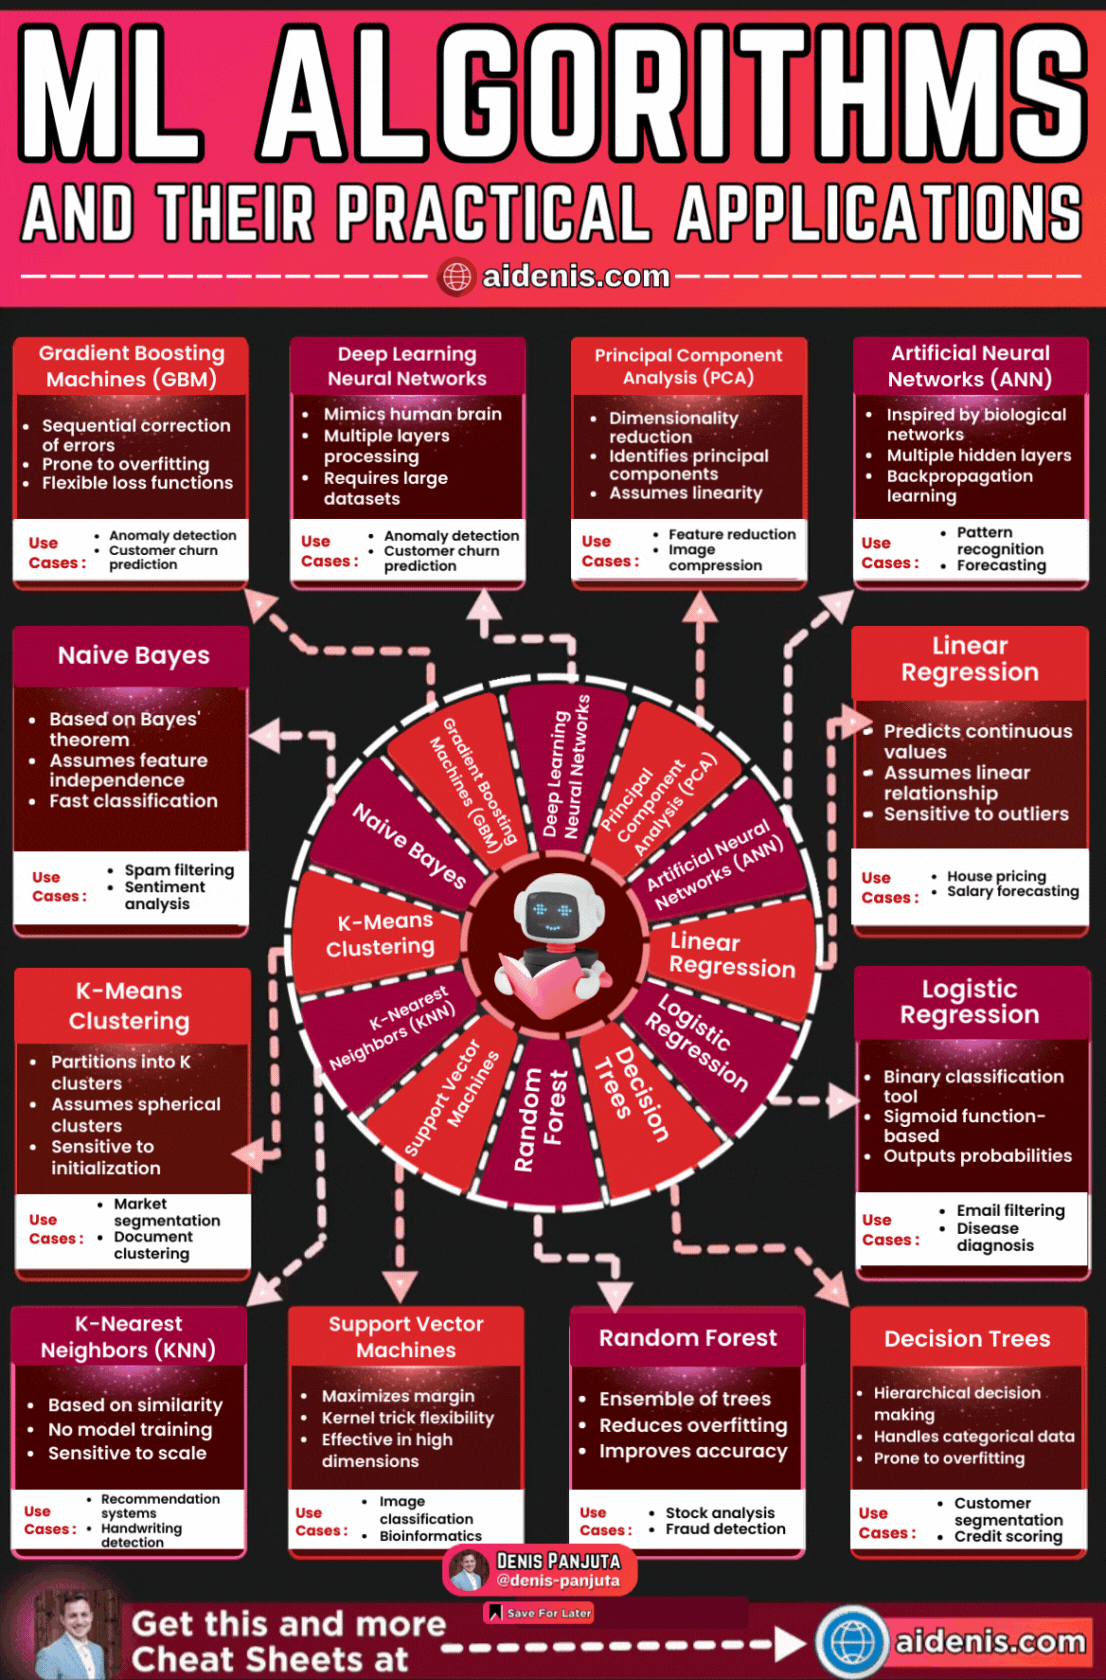 ML ALGORITHMS
AND THEIR PRACTICAL APPLICATIONS
aidenis.com
Gradient Boosting
Machines (GBM)
• Sequential correction
of errors
• Prone to overfitting
• Flexible loss functions
Use
Cases :
• Anomaly detection
• Customer churn
prediction
Deep Learning
Neural Networks
• Mimics human brain
• Multiple layers
processing
• Requires large
datasets
Use
Cases :
• Anomaly detection
• Customer churn
prediction
Principal Component
Analysis (PCA)
• Dimensionality
reduction
• Identifies principal
components
• Assumes linearity
Use
Cases :
• Feature reduction
• Image
compression
Artificial Neural
Networks (ANN)
• Inspired by biological
networks
• Multiple hidden layers
• Backpropagation
learning
Use
Cases :
• Pattern
recognition
• Forecasting
Naive Bayes
• Based on Bayes'
theorem
• Assumes feature
independence
• Fast classification
Use
Cases :
• Spam filtering
• Sentiment
analysis
Linear
Regression
• Predicts continuous
values
• Assumes linear
relationship
• Sensitive to outliers
Use
Cases :
• House pricing
• Salary forecasting
Gradient Boosting
Machines (GBM)
Deep Learning
Neural Networks
Principal
Component
Analysis (PCA)
Artificial Neural
Networks (ANN)
Linear
Regression
Logistic
Regression
Decision
Trees
Random
Forest
Support Vector
Machines
K-Nearest
Neighbors (KNN)
K-Means
Clustering
Naive Bayes
K-Means
Clustering
• Partitions into K
clusters
• Assumes spherical
clusters
• Sensitive to
initialization
Use
Cases :
• Market
segmentation
• Document
clustering
Logistic
Regression
• Binary classification
tool
• Sigmoid function-
based
• Outputs probabilities
Use
Cases :
• Email filtering
• Disease
diagnosis
K-Nearest
Neighbors (KNN)
• Based on similarity
• No model training
• Sensitive to scale
Use
Cases :
• Recommendation
systems
• Handwriting
detection
Support Vector
Machines
• Maximizes margin
• Kernel trick flexibility
• Effective in high
dimensions
Use
Cases :
• Image
classification
• Bioinformatics
Random Forest
• Ensemble of trees
• Reduces overfitting
• Improves accuracy
Use
Cases :
• Stock analysis
• Fraud detection
Decision Trees
• Hierarchical decision
making
• Handles categorical data
• Prone to overfitting
Use
Cases :
• Customer
segmentation
• Credit scoring
DENIS PANJUTA
@denis-panjuta
Save For Later
Get this and more
Cheat Sheets at
aidenis.com